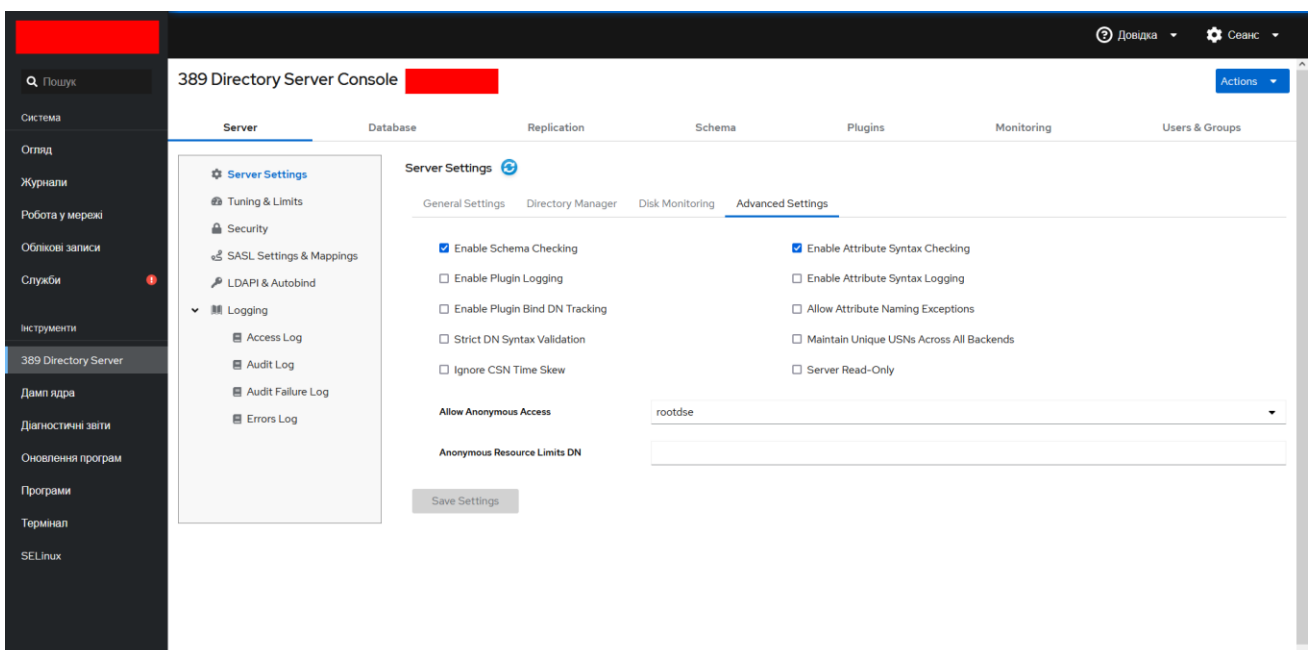 Довідка
Сеанс
Пошук
389 Directory Server Console
Actions
Система
Server
Database
Replication
Schema
Plugins
Monitoring
Users & Groups
Огляд
Журнали
Робота у мережі
Облікові записи
Служби
Інструменти
389 Directory Server
Дамп ядра
Діагностичні звіти
Оновлення програм
Програми
Термінал
SELinux
Server Settings
Tuning & Limits
Security
SASL Settings & Mappings
LDAPI & Autobind
Logging
Access Log
Audit Log
Audit Failure Log
Errors Log
Server Settings
General Settings
Directory Manager
Disk Monitoring
Advanced Settings
Enable Schema Checking
Enable Attribute Syntax Checking
Enable Plugin Logging
Enable Attribute Syntax Logging
Enable Plugin Bind DN Tracking
Allow Attribute Naming Exceptions
Strict DN Syntax Validation
Maintain Unique USNs Across All Backends
Ignore CSN Time Skew
Server Read-Only
Allow Anonymous Access
rootdse
Anonymous Resource Limits DN
Save Settings